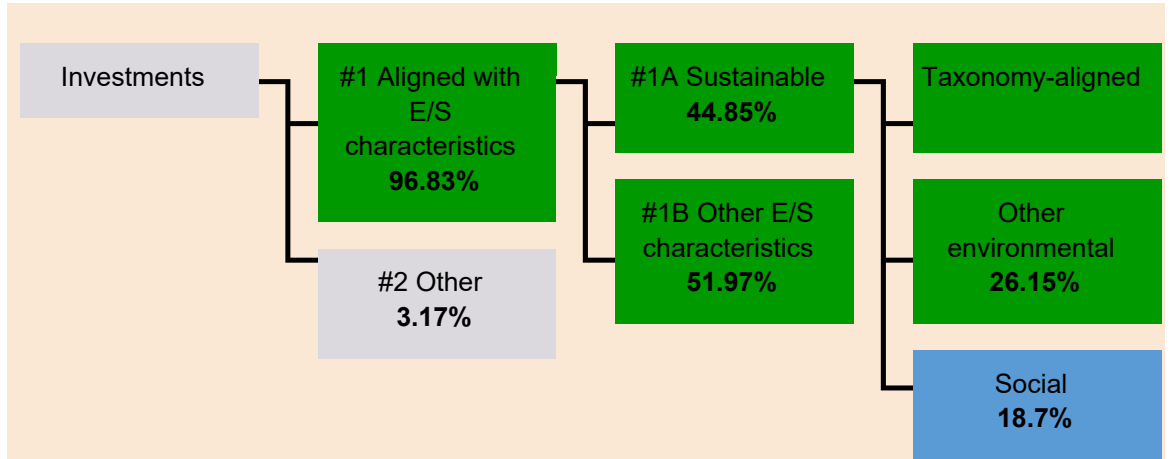 Investments
#1 Aligned with
E/S
characteristics
96.83%
#2 Other
3.17%
#1A Sustainable
44.85%
#1B Other E/S
characteristics
51.97%
Taxonomy-aligned
Other
environmental
26.15%
Social
18.7%